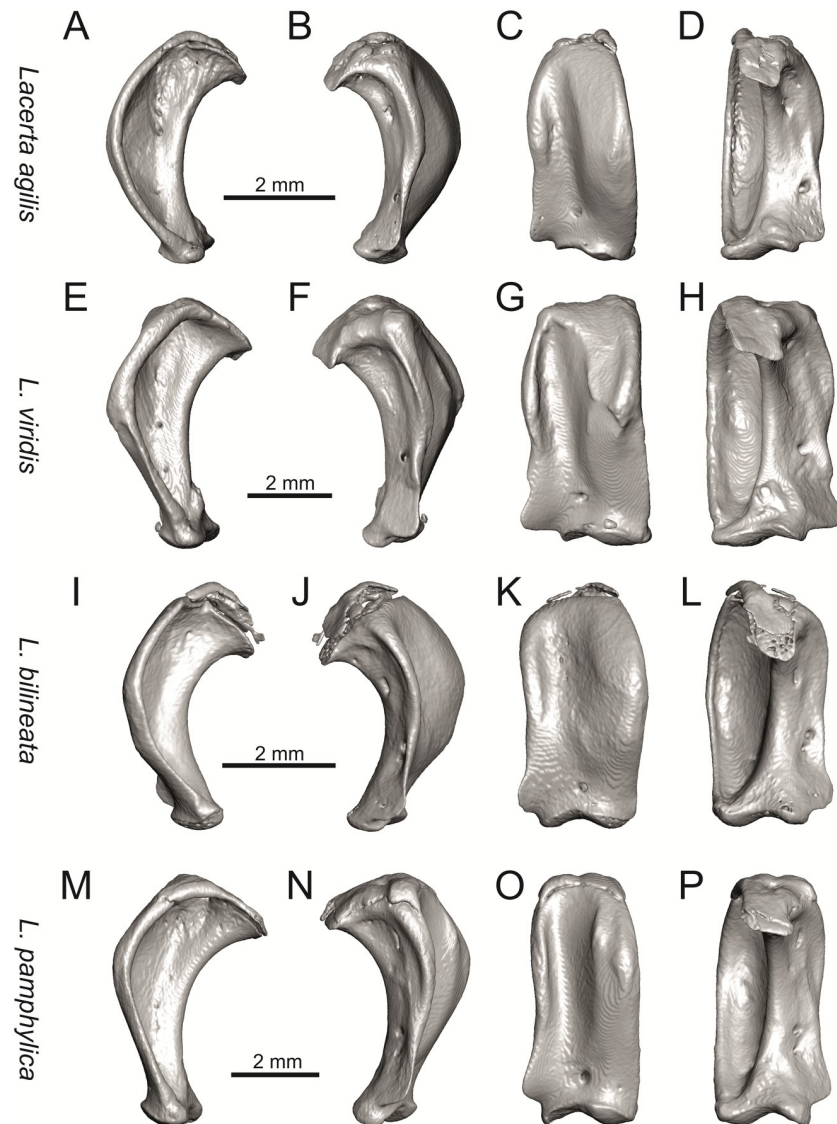 A B C D
Lacerta agilis
2 mm
E F G H
L. viridis
2 mm
I J K L
L. bilineata
2 mm
M N O P
L. pamphylica
2 mm